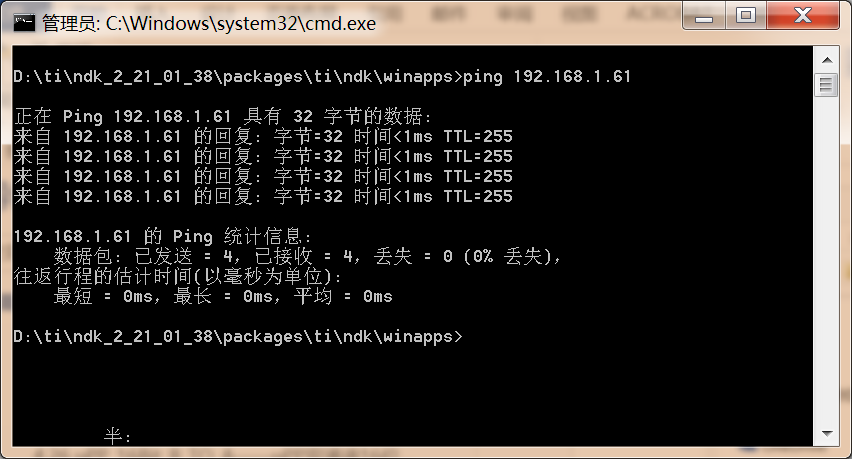 管理员: C:\Windows\system32\cmd.exe
D:\ti\ndk_2_21_01_38\packages\ti\ndk\winapps>ping 192.168.1.61
正在 Ping 192.168.1.61 具有 32 字节的数据:
来自 192.168.1.61 的回复: 字节=32 时间<1ms TTL=255
来自 192.168.1.61 的回复: 字节=32 时间<1ms TTL=255
来自 192.168.1.61 的回复: 字节=32 时间<1ms TTL=255
来自 192.168.1.61 的回复: 字节=32 时间<1ms TTL=255
192.168.1.61 的 Ping 统计信息:
数据包: 已发送 = 4，已接收 = 4，丢失 = 0 (0% 丢失)，
往返行程的估计时间(以毫秒为单位):
最短 = 0ms，最长 = 0ms，平均 = 0ms
D:\ti\ndk_2_21_01_38\packages\ti\ndk\winapps>
半: